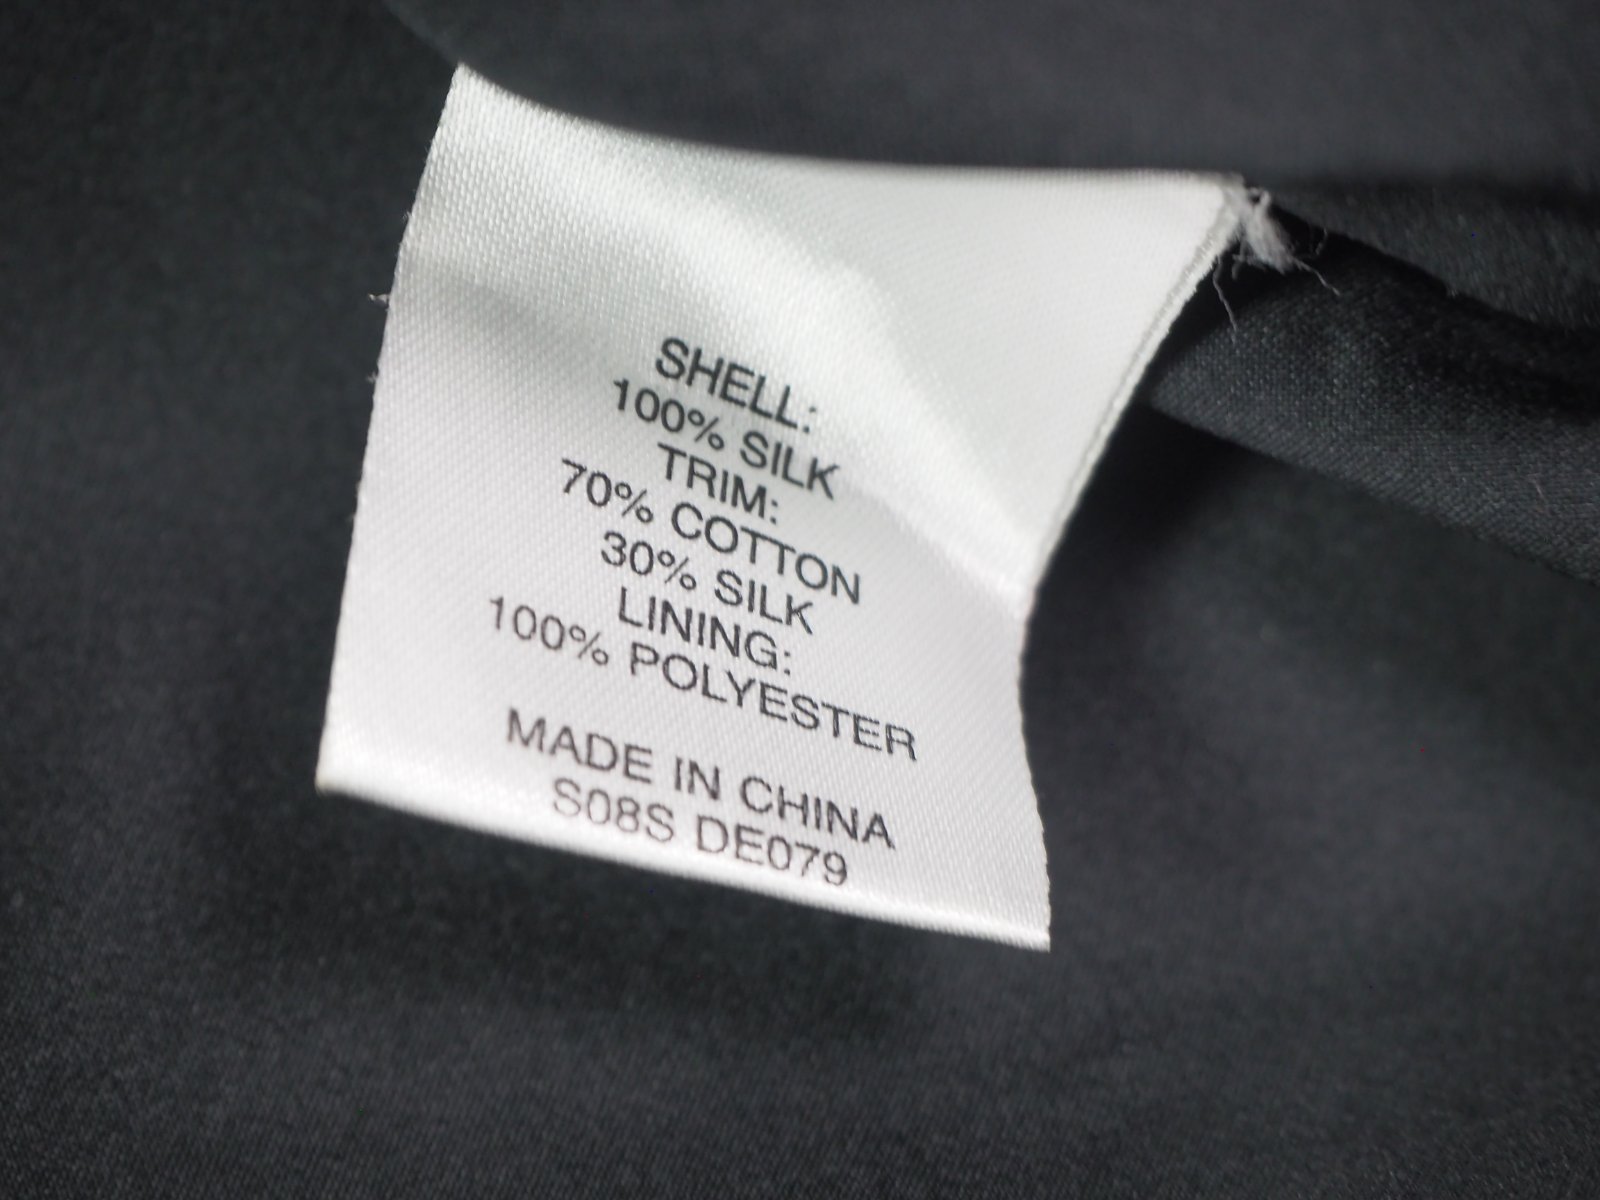 SHELL:
100% SILK
TRIM:
70% COTTON
30% SILK
LINING:
100% POLYESTER
MADE IN CHINA
S08S DE079